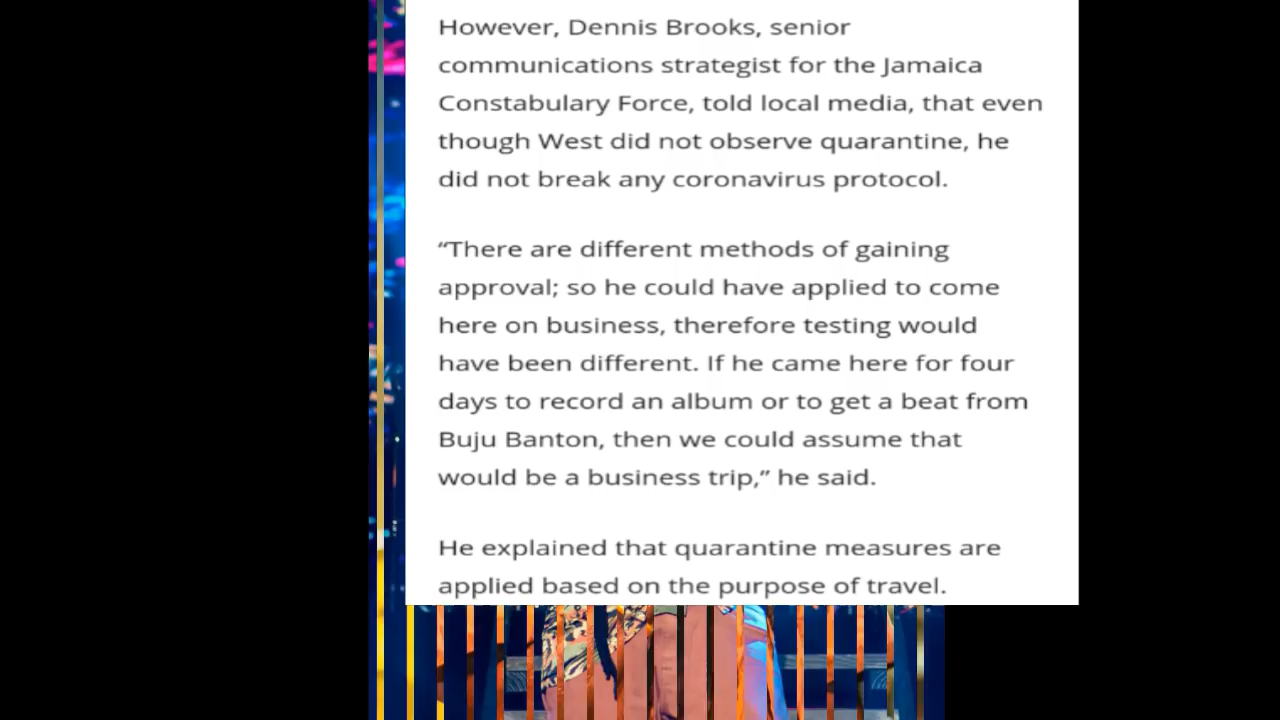 However, Dennis Brooks, senior
communications strategist for the Jamaica
Constabulary Force, told local media, that even
though West did not observe quarantine, he
did not break any coronavirus protocol.
“There are different methods of gaining
approval; so he could have applied to come
here on business, therefore testing would
have been different. If he came here for four
days to record an album or to get a beat from
Buju Banton, then we could assume that
would be a business trip,” he said.
He explained that quarantine measures are
applied based on the purpose of travel.